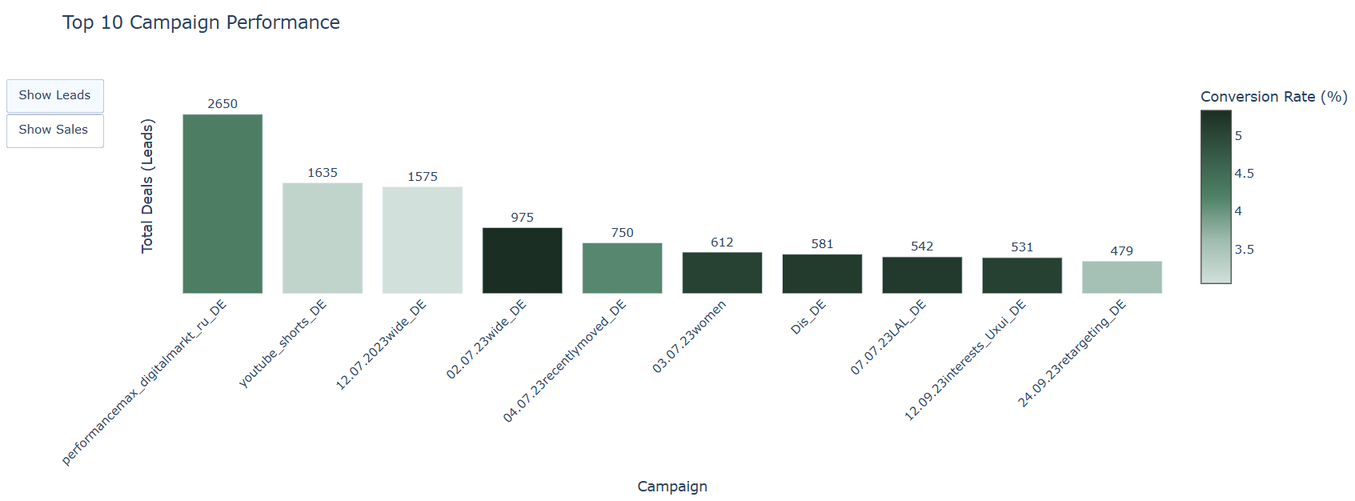 Top 10 Campaign Performance
Show Leads
Show Sales
Total Deals (Leads)
2650
1635
1575
975
750
612
581
542
531
479
performancemax_digitalmarkt_ru_DE
youtube_shorts_DE
12.07.2023wide_DE
02.07.23wide_DE
04.07.23recentlymoved_DE
03.07.23women
Dis_DE
07.07.23LAL_DE
12.09.23interests_Uxui_DE
24.09.23retargeting_DE
Campaign
Conversion Rate (%)
5
4.5
4
3.5